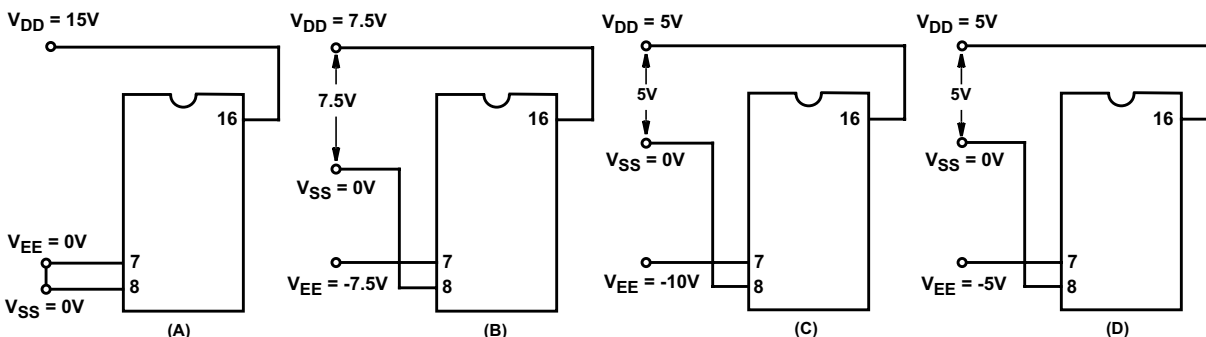 VDD = 15V
16
VEE = 0V
7
8
VSS = 0V
(A)
VDD = 7.5V
7.5V
16
VSS = 0V
7
VEE = -7.5V
8
(B)
VDD = 5V
5V
16
VSS = 0V
7
VEE = -10V
8
(C)
VDD = 5V
5V
16
VSS = 0V
7
VEE = -5V
8
(D)